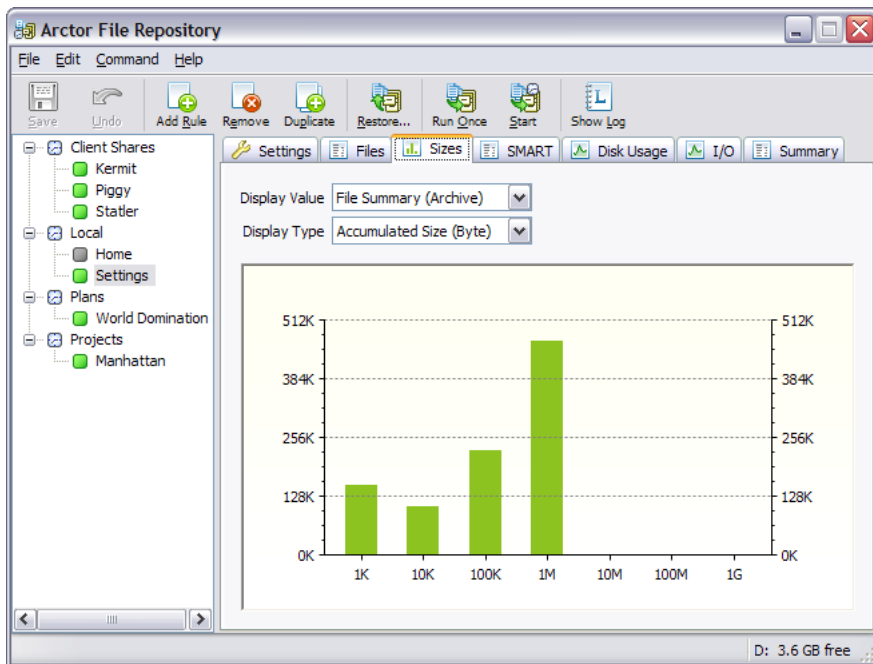 Arctor File Repository
File Edit Command Help
Save Undo Add Rule Remove Duplicate Restore... Run Once Start Show Log
Client Shares
Kermit
Piggy
Statler
Local
Home
Settings
Plans
World Domination
Projects
Manhattan
Settings Files Sizes SMART Disk Usage I/O Summary
Display Value File Summary (Archive)
Display Type Accumulated Size (Byte)
512K 512K
384K 384K
256K 256K
128K 128K
0K 0K
1K 10K 100K 1M 10M 100M 1G
L
D: 3.6 GB free